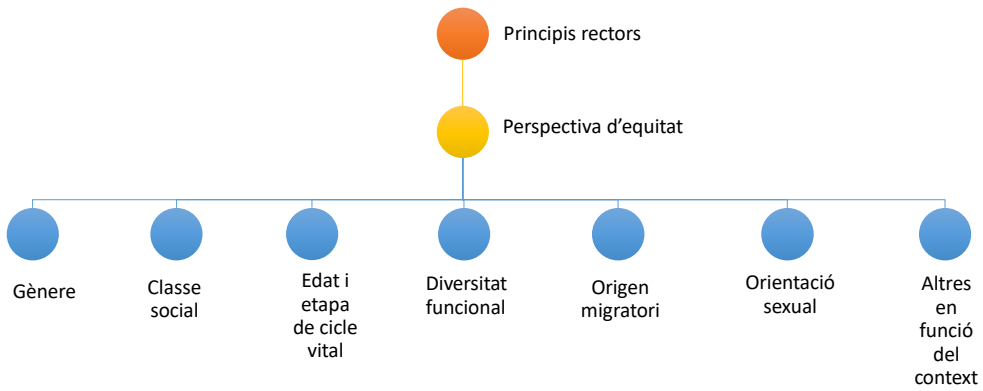 Principis rectors
Perspectiva d’equitat
Gènere
Classe
social
Edat i
etapa
de cicle
vital
Diversitat
funcional
Origen
migratori
Orientació
sexual
Altres
en
funció
del
context